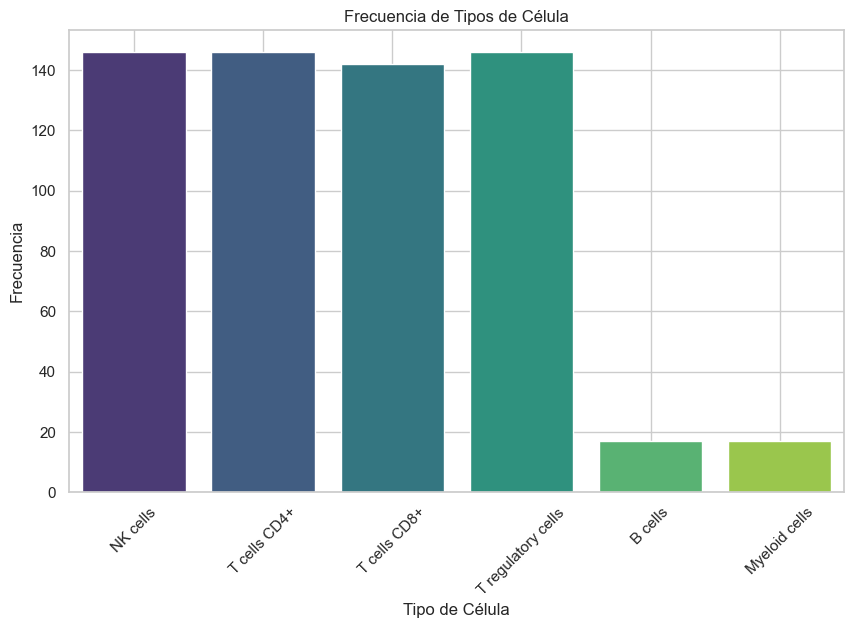 Frecuencia de Tipos de Célula
Frecuencia
140
120
100
80
60
40
20
0
NK cells
T cells CD4+
T cells CD8+
T regulatory cells
B cells
Myeloid cells
Tipo de Célula